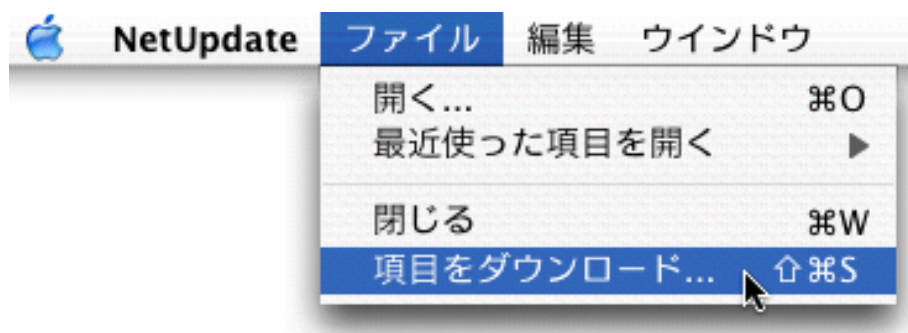 NetUpdate ファイル 編集 ウインドウ
開く... ⌘O
最近使った項目を開く ▶
閉じる ⌘W
項目をダウンロード... ⇧⌘S